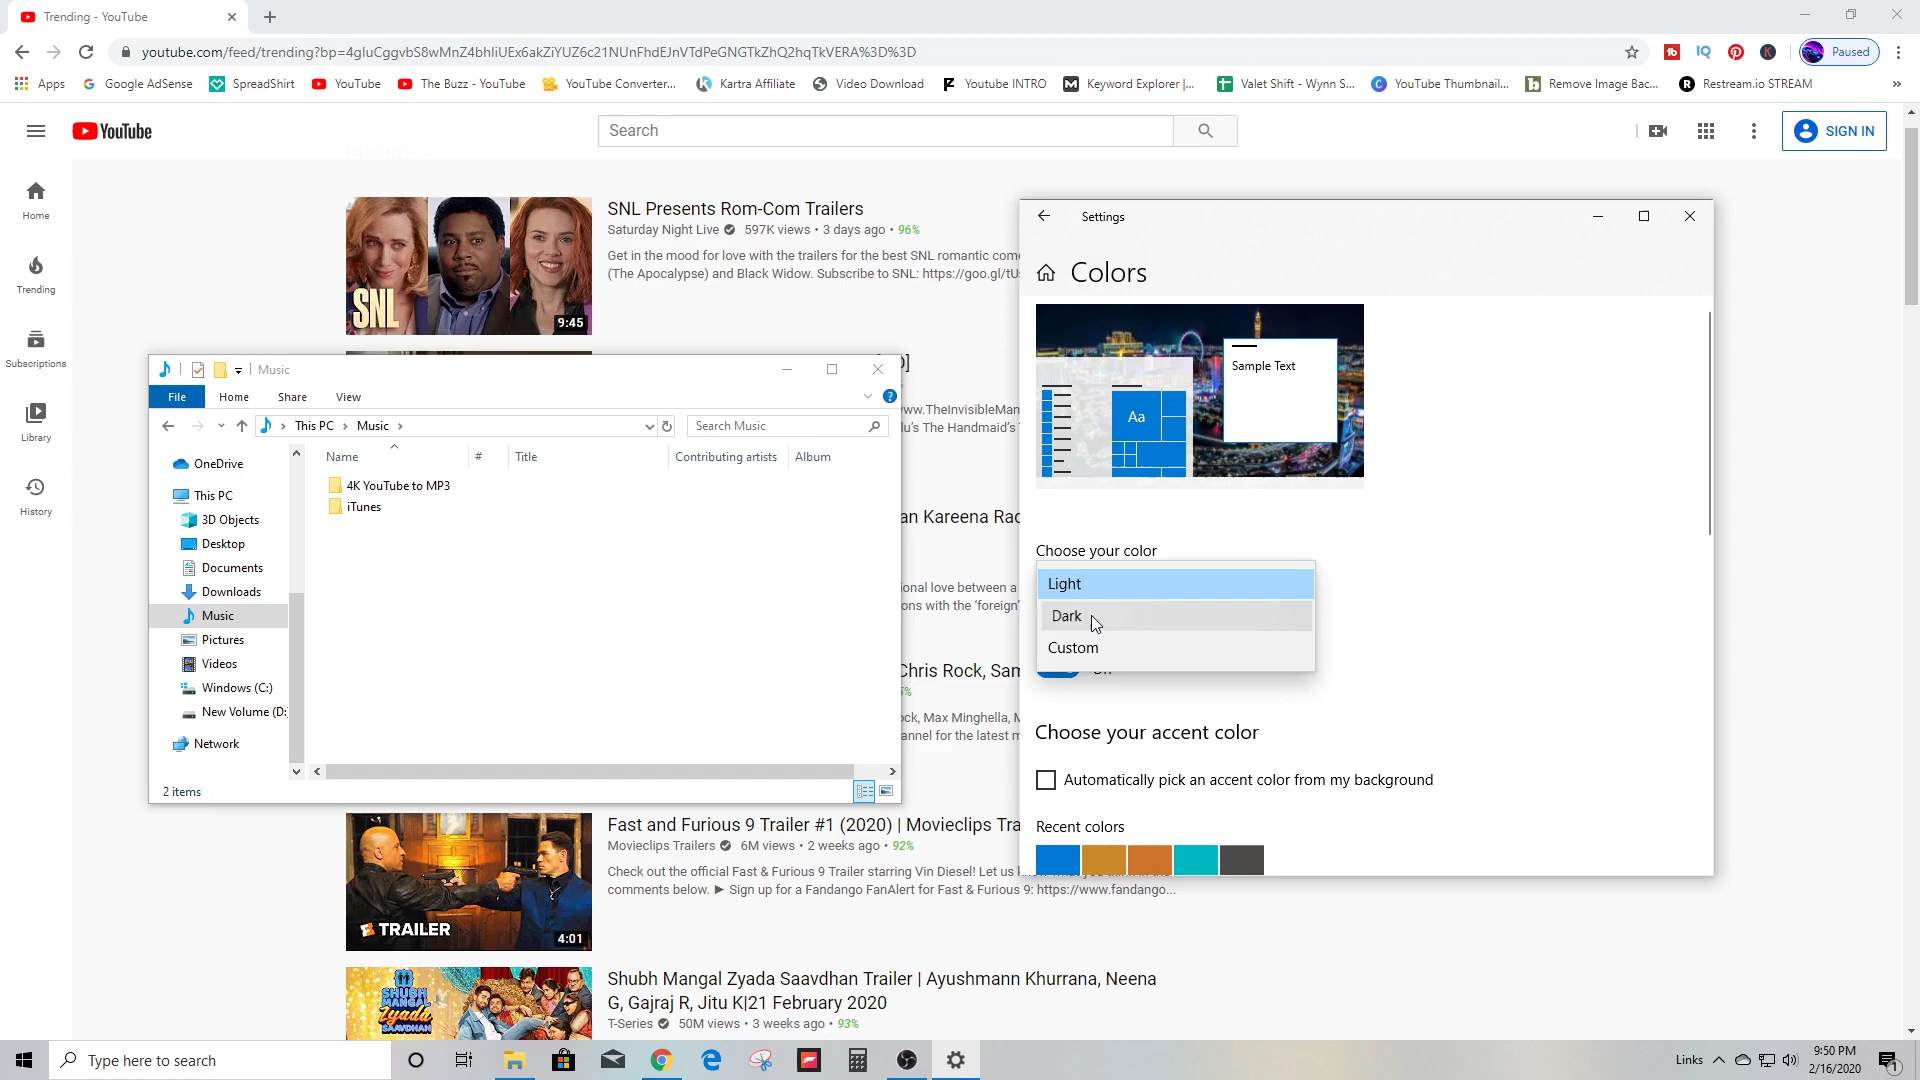 Trending - YouTube
youtube.com/feed/trending?bp=4gIuCggvbS8wMnZ4bhIiUEx6akZiYUZ6c21NUnFhdEJnVTdPeGNGTkZhQ2hqTkVERA%3D%3D
Paused
Apps
Google AdSense
SpreadShirt
YouTube
The Buzz - YouTube
YouTube Converter...
Kartra Affiliate
Video Download
Youtube INTRO
Keyword Explorer |...
Valet Shift - Wynn S...
YouTube Thumbnail...
Remove Image Bac...
Restream.io STREAM
»
YouTube
Search
SIGN IN
Movies
Home
Trending
Subscriptions
Library
History
SNL
9:45
SNL Presents Rom-Com Trailers
Saturday Night Live 597K views • 3 days ago • 96%
Get in the mood for love with the trailers for the best SNL romantic com
(The Apocalypse) and Black Widow. Subscribe to SNL: https://goo.gl/tU
Music
File
Home
Share
View
This PC > Music >
Search Music
Name
#
Title
Contributing artists
Album
4K YouTube to MP3
iTunes
OneDrive
This PC
3D Objects
Desktop
Documents
Downloads
Music
Pictures
Videos
Windows (C:)
New Volume (D:
Network
2 items
ww.TheInvisibleMan
lu's The Handmaid's
an Kareena Rad
ional love between a
ons with the 'foreign'
Chris Rock, Sam
ock, Max Minghella, M
annel for the latest m
Settings
Colors
Sample Text
Aa
Choose your color
Light
Dark
Custom
Choose your accent color
Automatically pick an accent color from my background
Recent colors
TRAILER
4:01
Fast and Furious 9 Trailer #1 (2020) | Movieclips Tra
Movieclips Trailers 6M views • 2 weeks ago • 92%
Check out the official Fast & Furious 9 Trailer starring Vin Diesel! Let us
comments below. ► Sign up for a Fandango FanAlert for Fast & Furious 9: https://www.fandango...
SHUBH
MANGAL
Zyada
SAAVDHAN
Shubh Mangal Zyada Saavdhan Trailer | Ayushmann Khurrana, Neena
G, Gajraj R, Jitu K|21 February 2020
T-Series 50M views • 3 weeks ago • 93%
Type here to search
Links
9:50 PM
2/16/2020
1